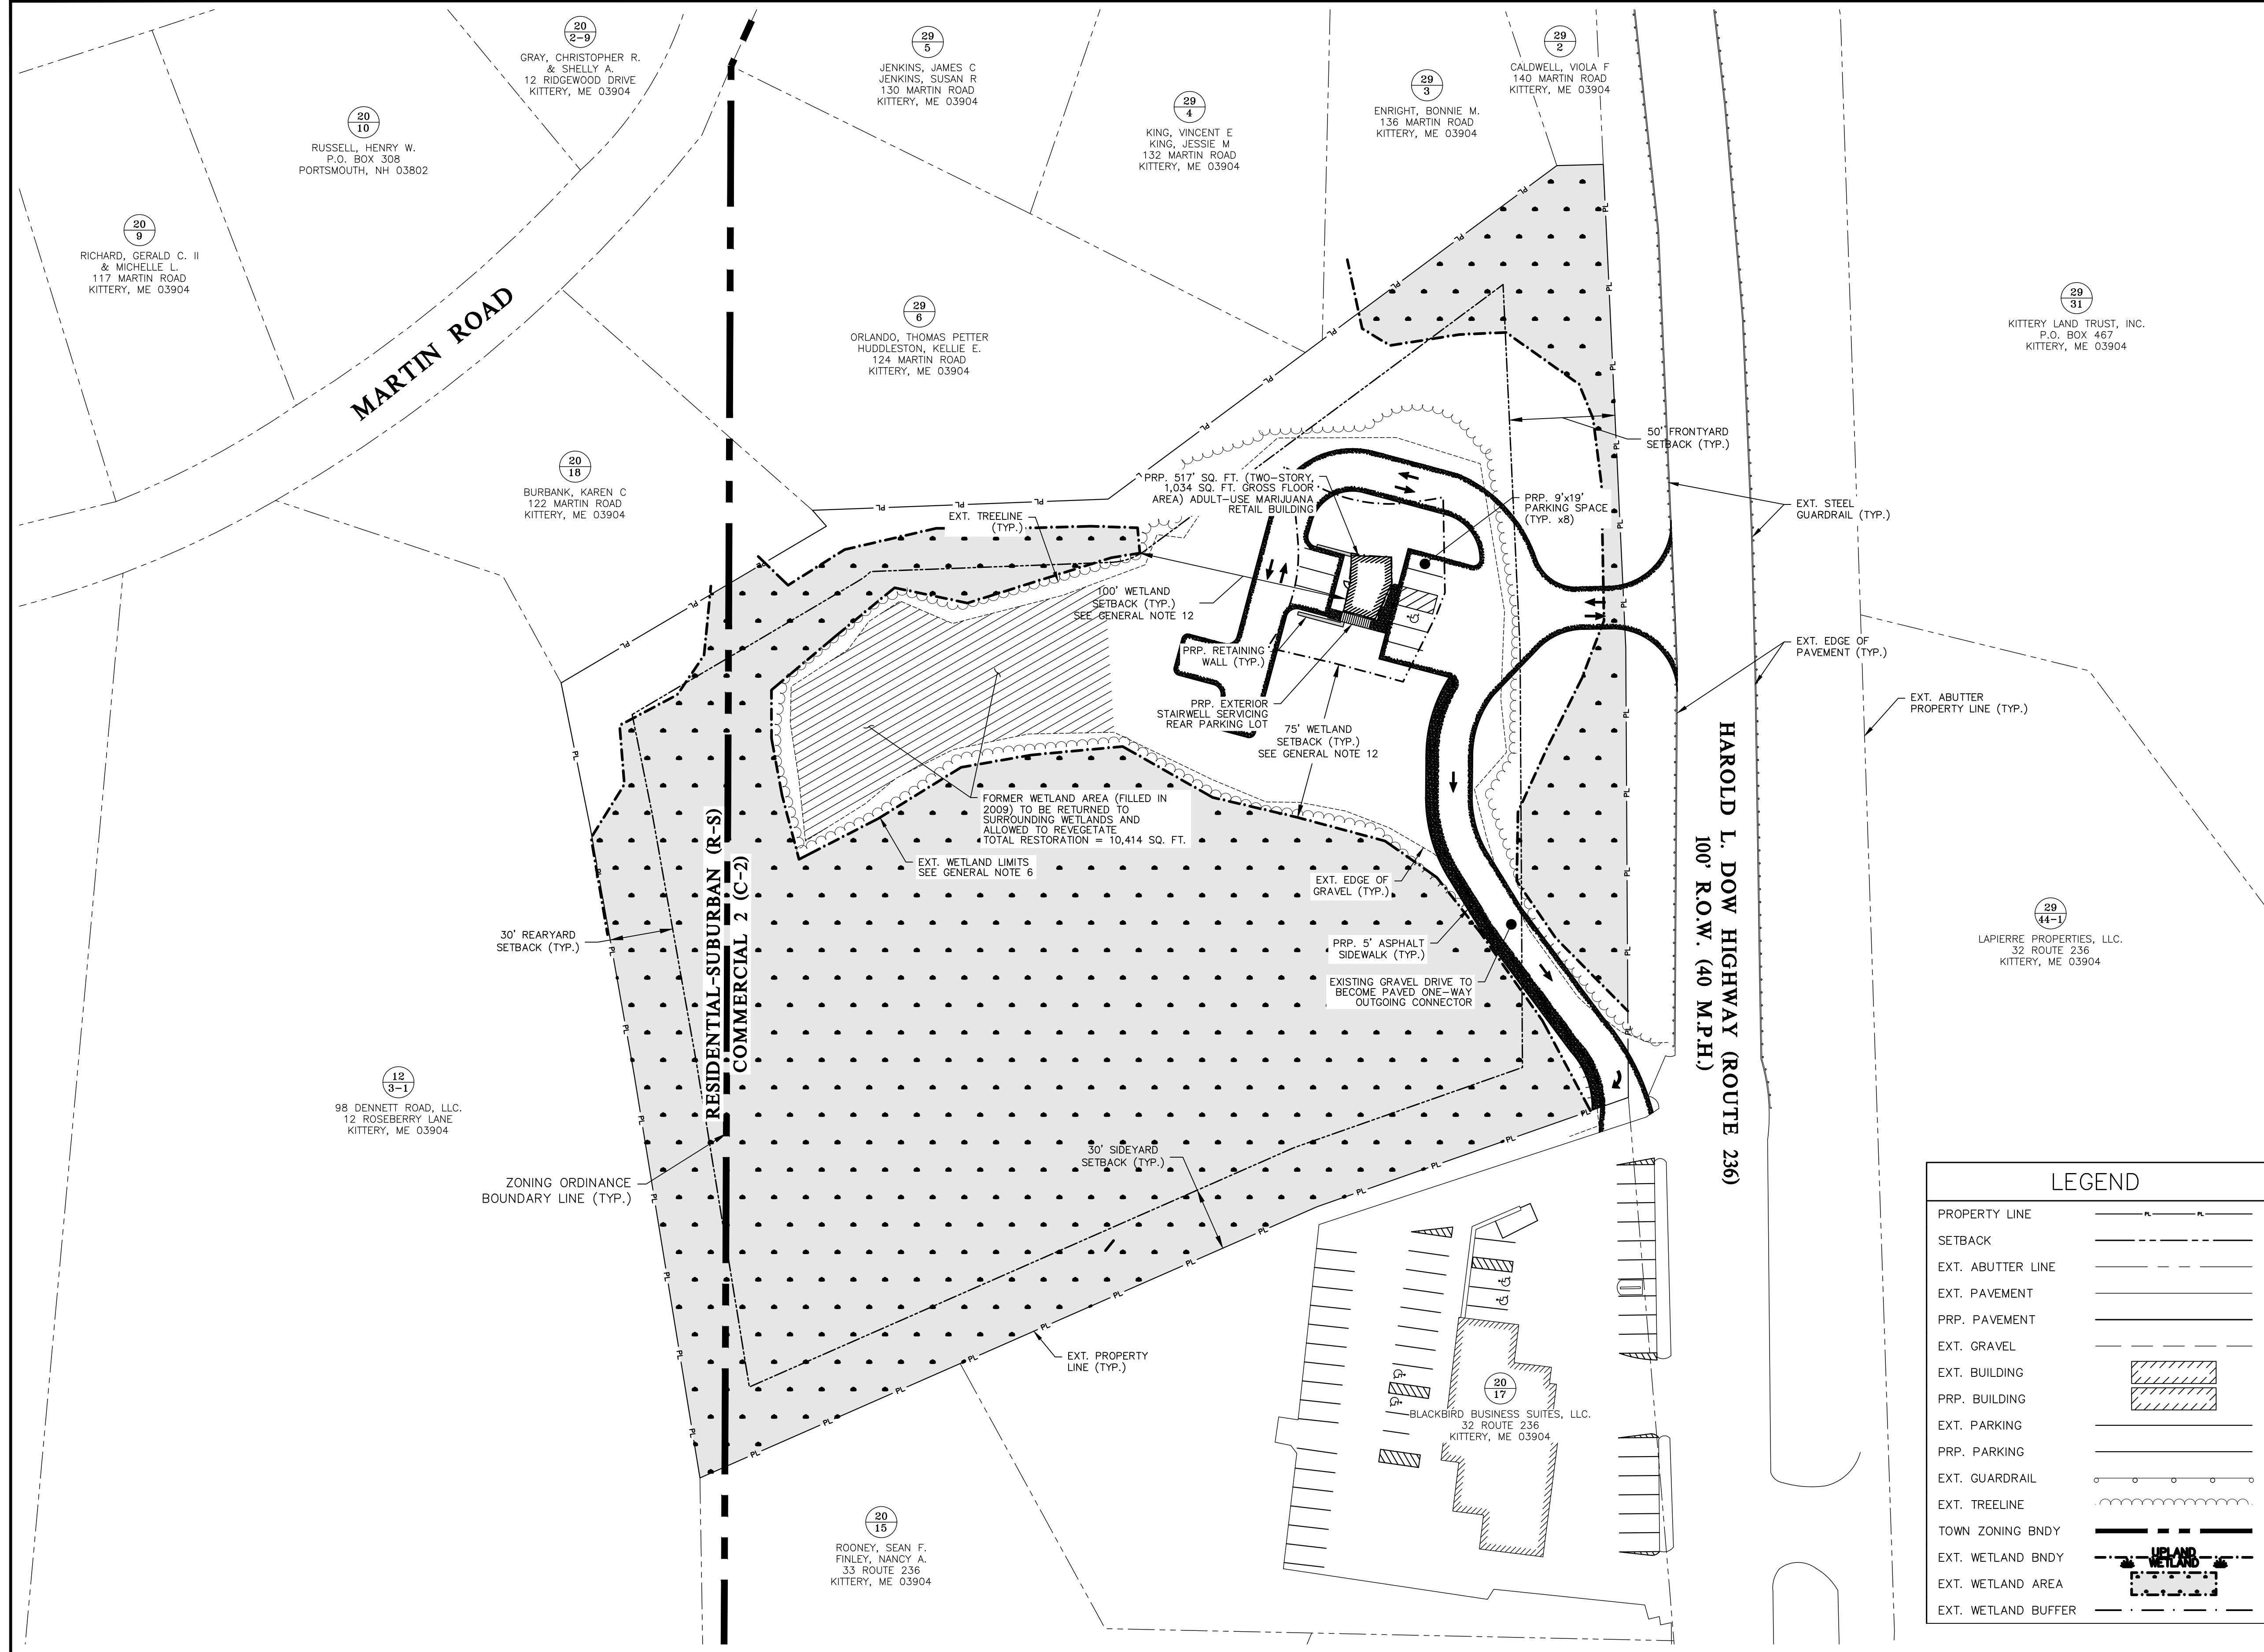 20
2-9
GRAY, CHRISTOPHER R.
& SHELLY A.
12 RIDGEWOOD DRIVE
KITTERY, ME 03904
29
5
JENKINS, JAMES C
JENKINS, SUSAN R
130 MARTIN ROAD
KITTERY, ME 03904
29
2
CALDWELL, VIOLA F
140 MARTIN ROAD
KITTERY, ME 03904
29
4
KING, VINCENT E
KING, JESSIE M
132 MARTIN ROAD
KITTERY, ME 03904
29
3
ENRIGHT, BONNIE M.
136 MARTIN ROAD
KITTERY, ME 03904
20
10
RUSSELL, HENRY W.
P.O. BOX 308
PORTSMOUTH, NH 03802
20
9
RICHARD, GERALD C. II
& MICHELLE L.
117 MARTIN ROAD
KITTERY, ME 03904
MARTIN ROAD
29
6
ORLANDO, THOMAS PETTER
HUDDLESTON, KELLIE E.
124 MARTIN ROAD
KITTERY, ME 03904
29
31
KITTERY LAND TRUST, INC.
P.O. BOX 467
KITTERY, ME 03904
20
18
BURBANK, KAREN C
122 MARTIN ROAD
KITTERY, ME 03904
50' FRONTYARD
SETBACK (TYP.)
PRP. 517' SQ. FT. (TWO-STORY,
1,034 SQ. FT. GROSS FLOOR
AREA) ADULT-USE MARIJUANA
RETAIL BUILDING
PRP. 9'x19'
PARKING SPACE
(TYP. x8)
EXT. TREELINE
(TYP.)
EXT. STEEL
GUARDRAIL (TYP.)
100' WETLAND
SETBACK (TYP.)
SEE GENERAL NOTE 12
PRP. RETAINING
WALL (TYP.)
EXT. EDGE OF
PAVEMENT (TYP.)
PRP. EXTERIOR
STAIRWELL SERVICING
REAR PARKING LOT
75' WETLAND
SETBACK (TYP.)
SEE GENERAL NOTE 12
EXT. ABUTTER
PROPERTY LINE (TYP.)
FORMER WETLAND AREA (FILLED IN
2009) TO BE RETURNED TO
SURROUNDING WETLANDS AND
ALLOWED TO REVEGETATE
TOTAL RESTORATION = 10,414 SQ. FT.
EXT. WETLAND LIMITS
SEE GENERAL NOTE 6
EXT. EDGE OF
GRAVEL (TYP.)
HAROLD L. DOW HIGHWAY (ROUTE 236)
100' R.O.W. (40 M.P.H.)
RESIDENTIAL-SUBURBAN (R-S)
COMMERCIAL 2 (C-2)
30' REARYARD
SETBACK (TYP.)
PRP. 5' ASPHALT
SIDEWALK (TYP.)
EXISTING GRAVEL DRIVE TO
BECOME PAVED ONE-WAY
OUTGOING CONNECTOR
29
44-1
LAPIERRE PROPERTIES, LLC.
32 ROUTE 236
KITTERY, ME 03904
12
3-1
98 DENNETT ROAD, LLC.
12 ROSEBERRY LANE
KITTERY, ME 03904
ZONING ORDINANCE
BOUNDARY LINE (TYP.)
30' SIDEYARD
SETBACK (TYP.)
EXT. PROPERTY
LINE (TYP.)
20
17
BLACKBIRD BUSINESS SUITES, LLC.
32 ROUTE 236
KITTERY, ME 03904
20
15
ROONEY, SEAN F.
FINLEY, NANCY A.
33 ROUTE 236
KITTERY, ME 03904
LEGEND
PROPERTY LINE PL PL
SETBACK
EXT. ABUTTER LINE
EXT. PAVEMENT
PRP. PAVEMENT
EXT. GRAVEL
EXT. BUILDING
PRP. BUILDING
EXT. PARKING
PRP. PARKING
EXT. GUARDRAIL
EXT. TREELINE
TOWN ZONING BNDY
EXT. WETLAND BNDY UPLAND
WETLAND
EXT. WETLAND AREA
EXT. WETLAND BUFFER